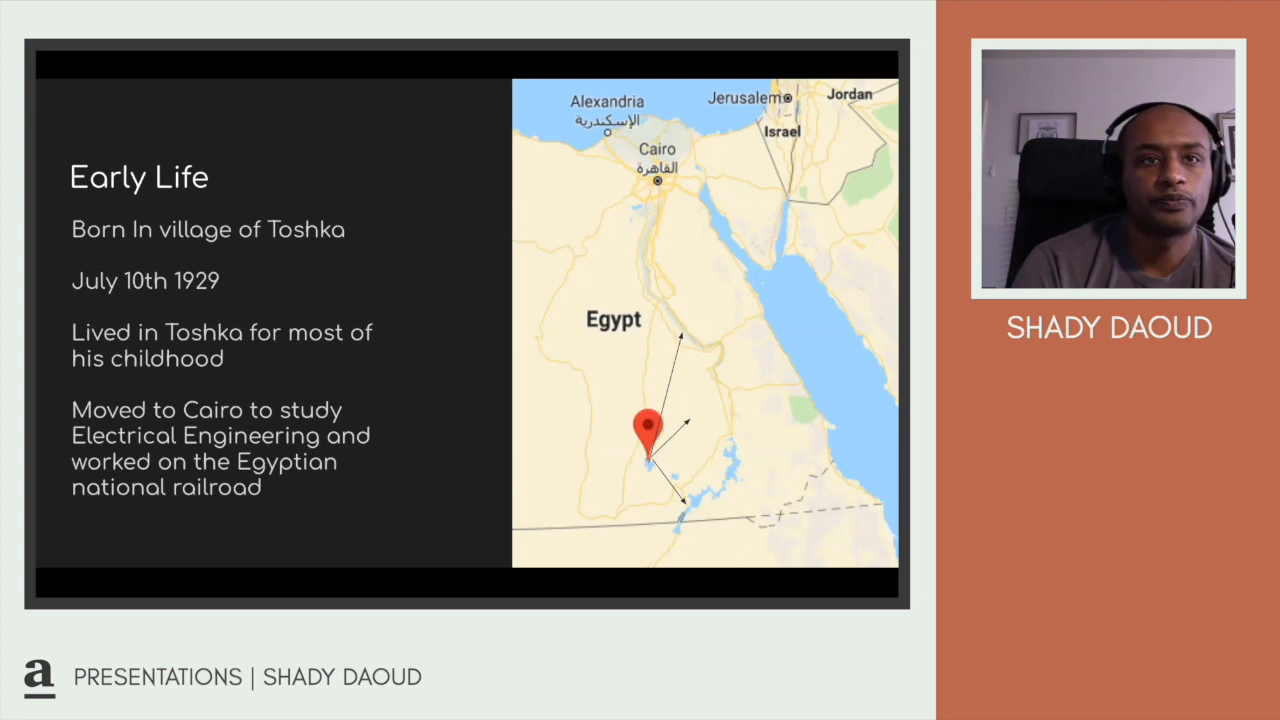 Early Life
Born In village of Toshka
July 10th 1929
Lived in Toshka for most of
his childhood
Moved to Cairo to study
Electrical Engineering and
worked on the Egyptian
national railroad
Alexandria
الإسكندرية
Jerusalem
Jordan
Israel
Cairo
القاهرة
Egypt
SHADY DAOUD
a PRESENTATIONS | SHADY DAOUD